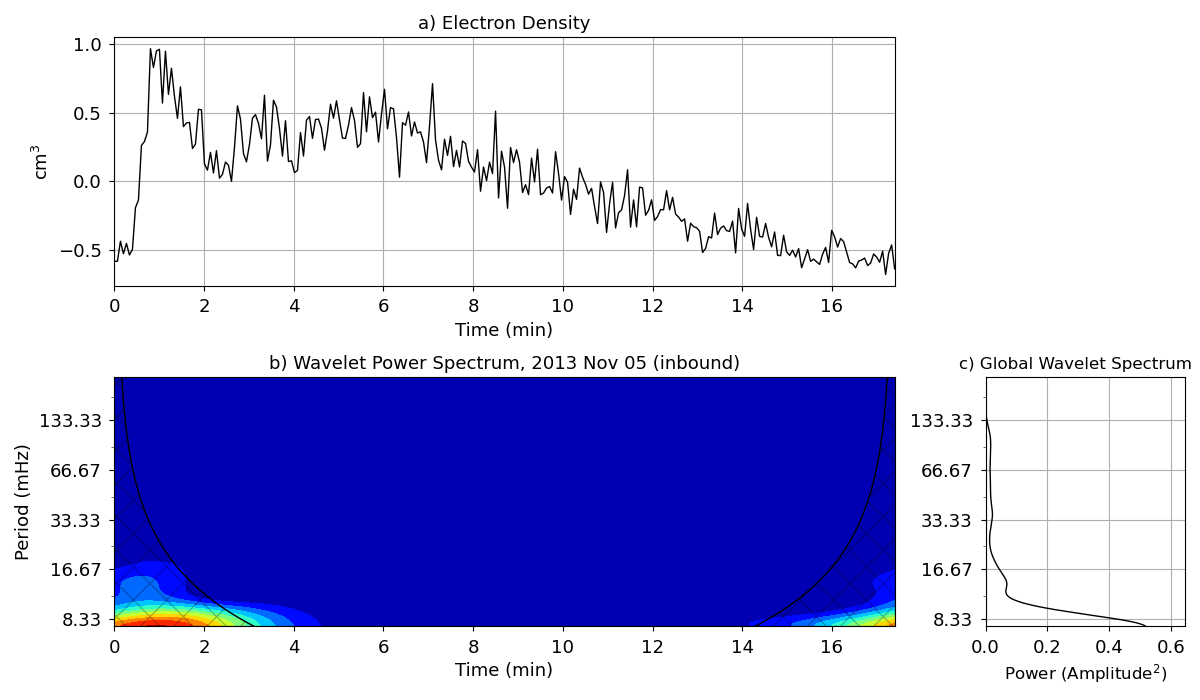 a) Electron Density
1.0
0.5
0.0
−0.5
cm³
0 2 4 6 8 10 12 14 16
Time (min)
b) Wavelet Power Spectrum, 2013 Nov 05 (inbound)
133.33
66.67
33.33
16.67
8.33
Period (mHz)
0 2 4 6 8 10 12 14 16
Time (min)
c) Global Wavelet Spectrum
133.33
66.67
33.33
16.67
8.33
0.0 0.2 0.4 0.6
Power (Amplitude²)